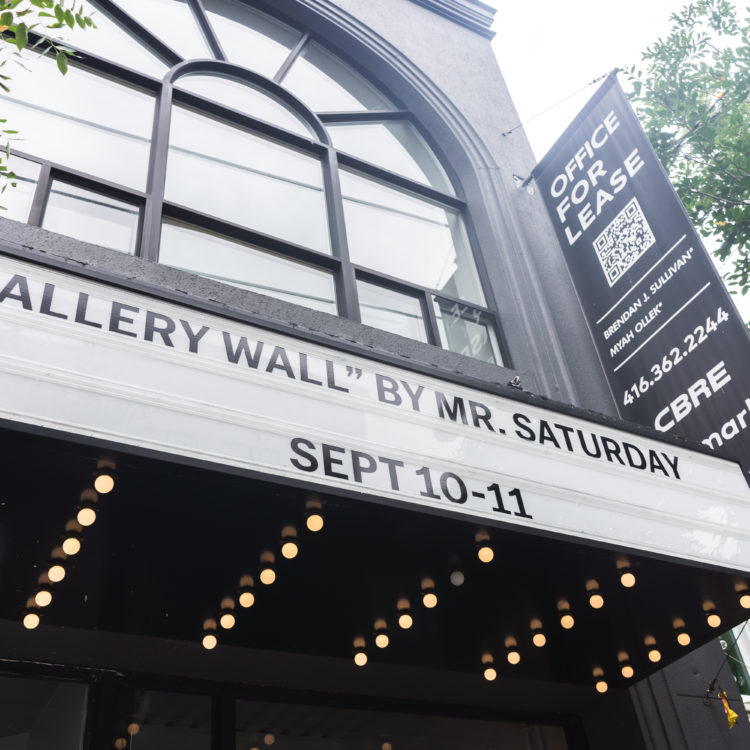 ALLERY WALL” BY MR. SATURDAY
SEPT 10-11
OFFICE
FOR
LEASE
BRENDAN J. SULLIVAN*
MYAH OLLEK*
416.362.2244
CBRE